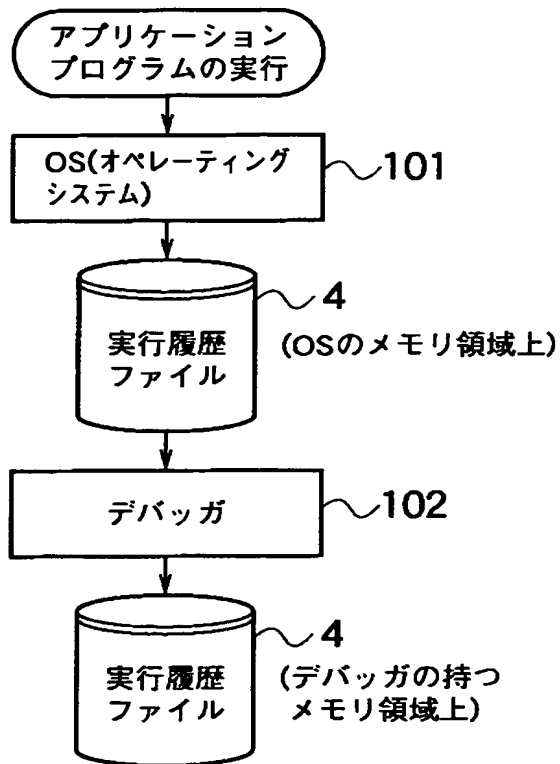 アプリケーション
プログラムの実行
OS(オペレーティング
システム)
101
実行履歴
ファイル
4
(OSのメモリ領域上)
デバッガ
102
実行履歴
ファイル
4
(デバッガの持つ
メモリ領域上)